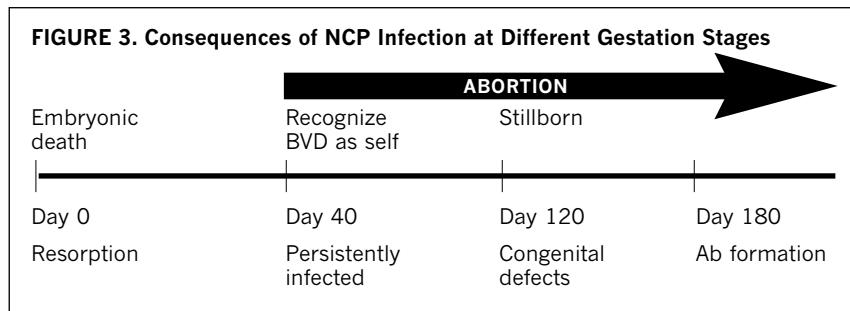 FIGURE 3. Consequences of NCP Infection at Different Gestation Stages
ABORTION
Embryonic
death
Recognize
BVD as self
Stillborn
Day 0
Day 40
Day 120
Day 180
Resorption
Persistently
infected
Congenital
defects
Ab formation